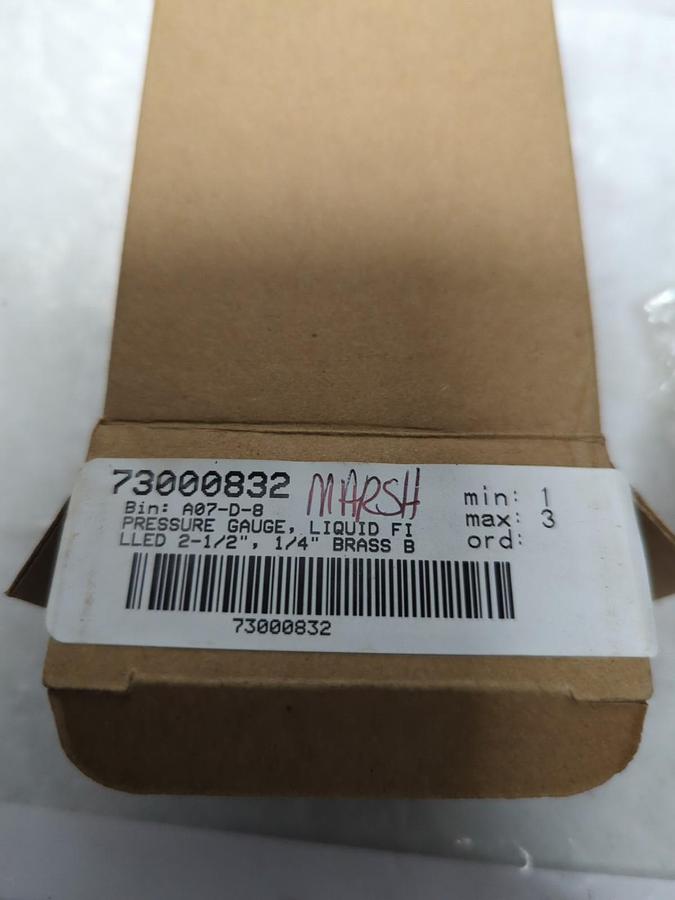 73000832 MARSH
Bin: A07-D-8
PRESSURE GAUGE, LIQUID FI
LLED 2-1/2", 1/4" BRASS B
min: 1
max: 3
ord:
73000832